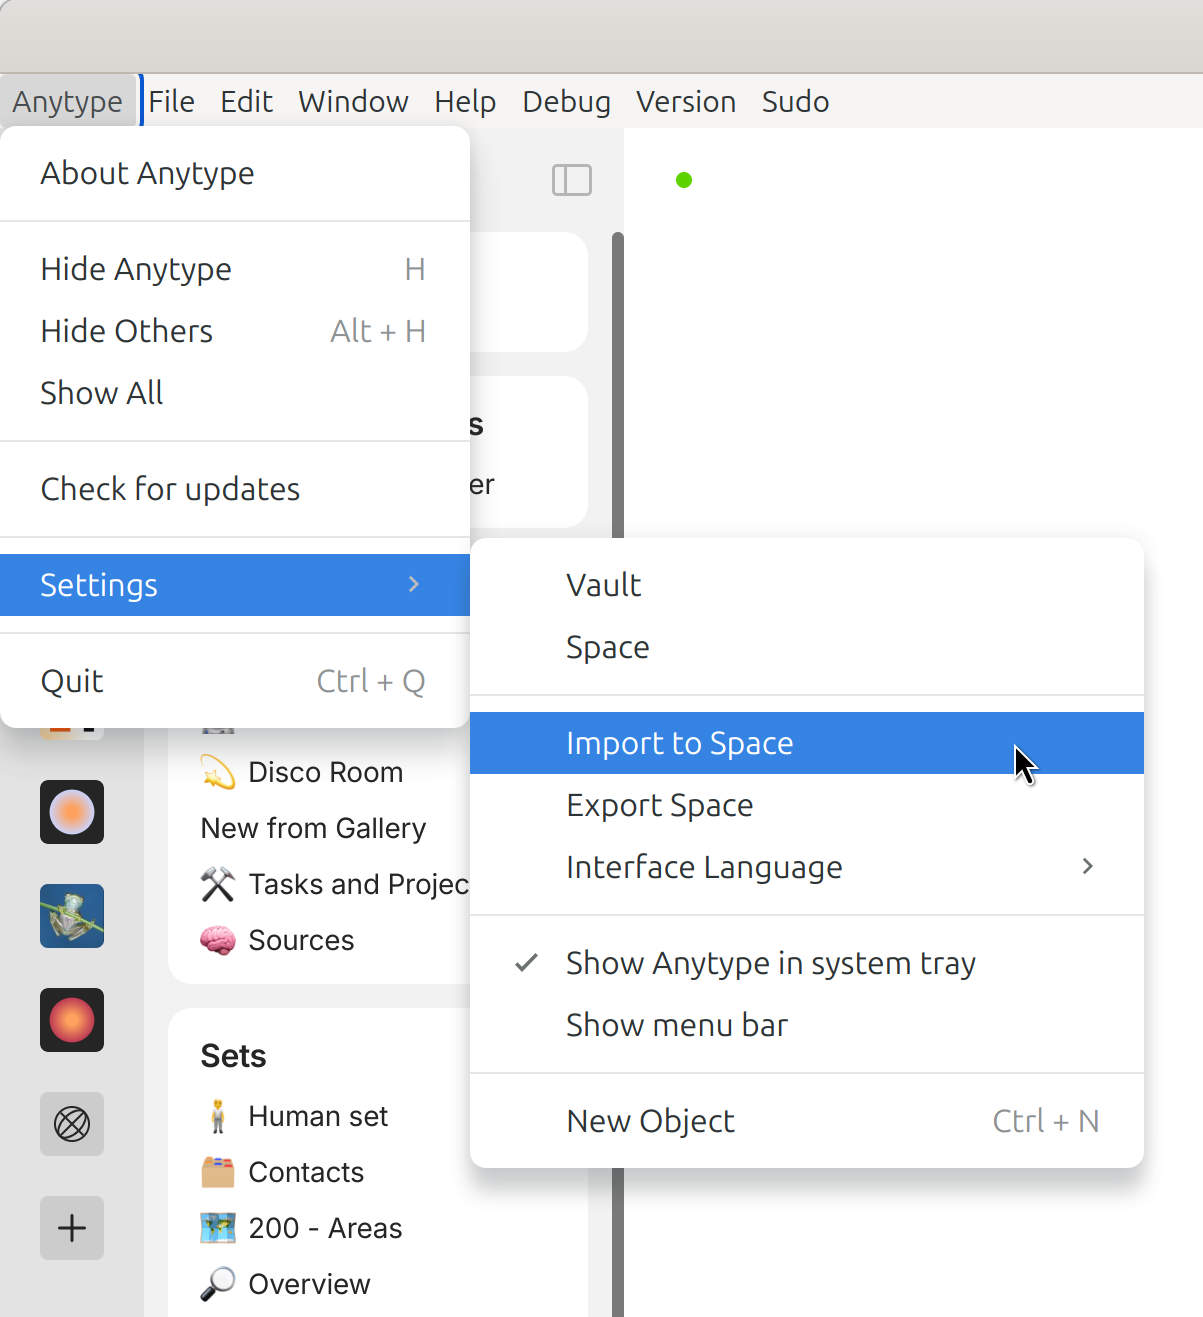 Anytype File Edit Window Help Debug Version Sudo
About Anytype
Hide Anytype H
Hide Others Alt + H
Show All
Check for updates
Settings
Quit Ctrl + Q
Vault
Space
Import to Space
Export Space
Interface Language
Show Anytype in system tray
Show menu bar
New Object Ctrl + N
s
er
Disco Room
New from Gallery
Tasks and Projec
Sources
Sets
Human set
Contacts
200 - Areas
Overview